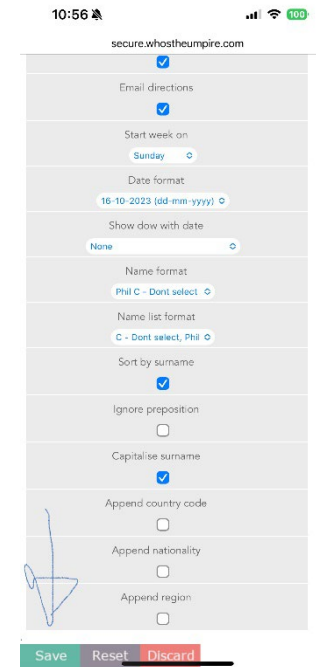 10:56
100
secure.whostheumpire.com
Email directions
Start week on
Sunday
Date format
16-10-2023 (dd-mm-yyyy)
Show dow with date
None
Name format
Phil C - Dont select
Name list format
C - Dont select, Phil
Sort by surname
Ignore preposition
Capitalise surname
Append country code
Append nationality
Append region
Save Reset Discard